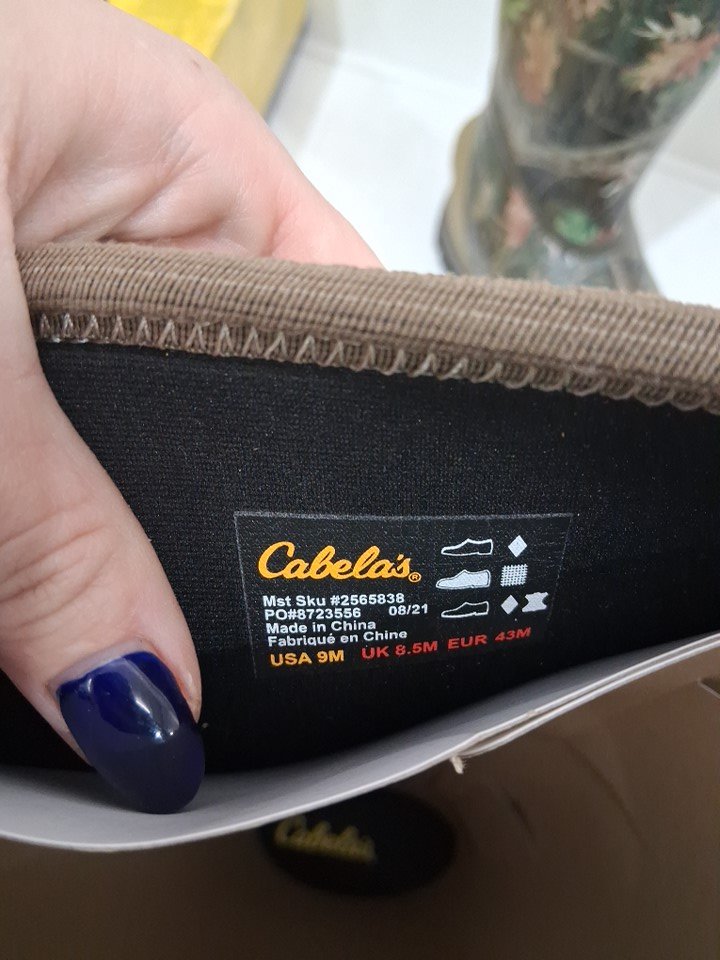 Cabela's®
Mst Sku #2565838
PO#8723556 08/21
Made in China
Fabriqué en Chine
USA 9M UK 8.5M EUR 43M
Cabela's